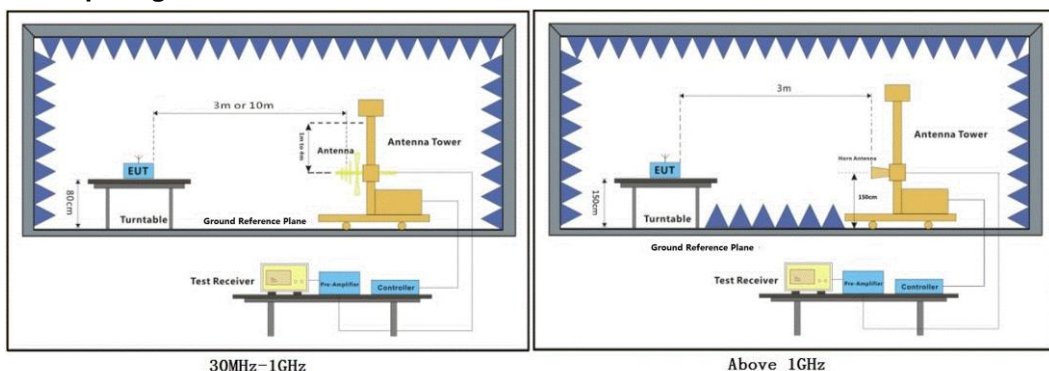 3m or 10m
1m to 4m
Antenna
Antenna Tower
EUT
80cm
Turntable
Ground Reference Plane
Test Receiver
Pre-Amplifier
Controller
30MHz-1GHz
3m
Antenna Tower
Horn Antenna
EUT
150cm
150cm
Turntable
Ground Reference Plane
Test Receiver
Pre-Amplifier
Controller
Above 1GHz